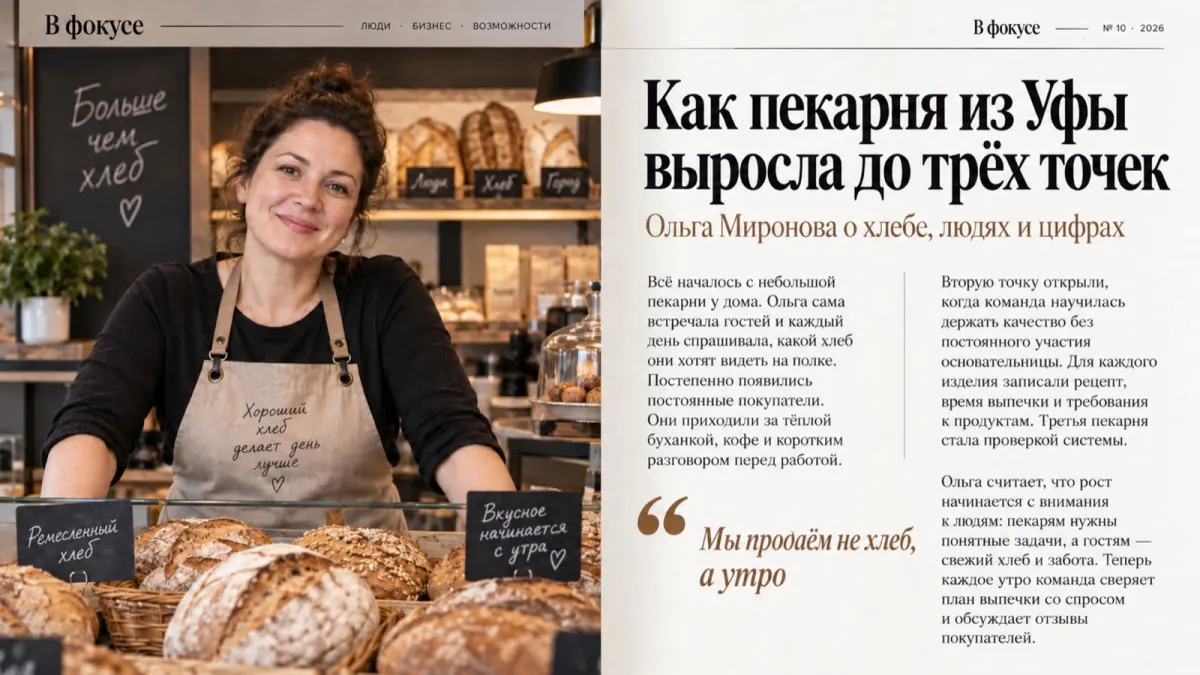 В фокусе
ЛЮДИ · БИЗНЕС · ВОЗМОЖНОСТИ
Больше
чем
хлеб
Люди
Хлеб
Город
Хороший
хлеб
делает день
лучше
Ремесленный
хлеб
Вкусное
начинается
с утра
В фокусе
№ 10 · 2026
Как пекарня из Уфы
выросла до трёх точек
Ольга Миронова о хлебе, людях и цифрах
Всё началось с небольшой
пекарни у дома. Ольга сама
встречала гостей и каждый
день спрашивала, какой хлеб
они хотят видеть на полке.
Постепенно появились
постоянные покупатели.
Они приходили за тёплой
буханкой, кофе и коротким
разговором перед работой.
“ Мы продаём не хлеб,
а утро
Вторую точку открыли,
когда команда научилась
держать качество без
постоянного участия
основательницы. Для каждого
изделия записали рецепт,
время выпечки и требования
к продуктам. Третья пекарня
стала проверкой системы.
Ольга считает, что рост
начинается с внимания
к людям: пекарям нужны
понятные задачи, а гостям —
свежий хлеб и забота. Теперь
каждое утро команда сверяет
план выпечки со спросом
и обсуждает отзывы
покупателей.